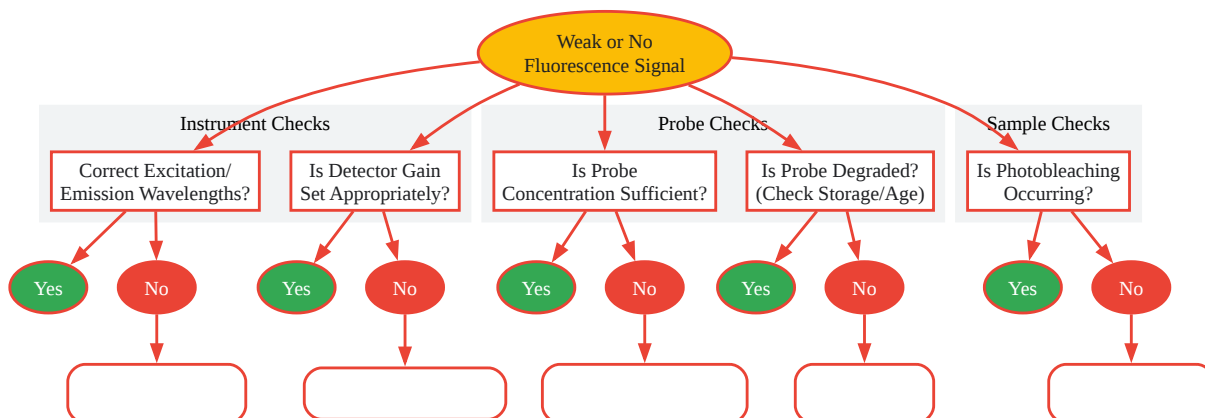 Weak or No
Fluorescence Signal
Instrument Checks
Probe Checks
Sample Checks
Correct Excitation/
Emission Wavelengths?
Is Detector Gain
Set Appropriately?
Is Probe
Concentration Sufficient?
Is Probe Degraded?
(Check Storage/Age)
Is Photobleaching
Occurring?
Yes
No
Yes
No
Yes
No
Yes
No
Yes
No